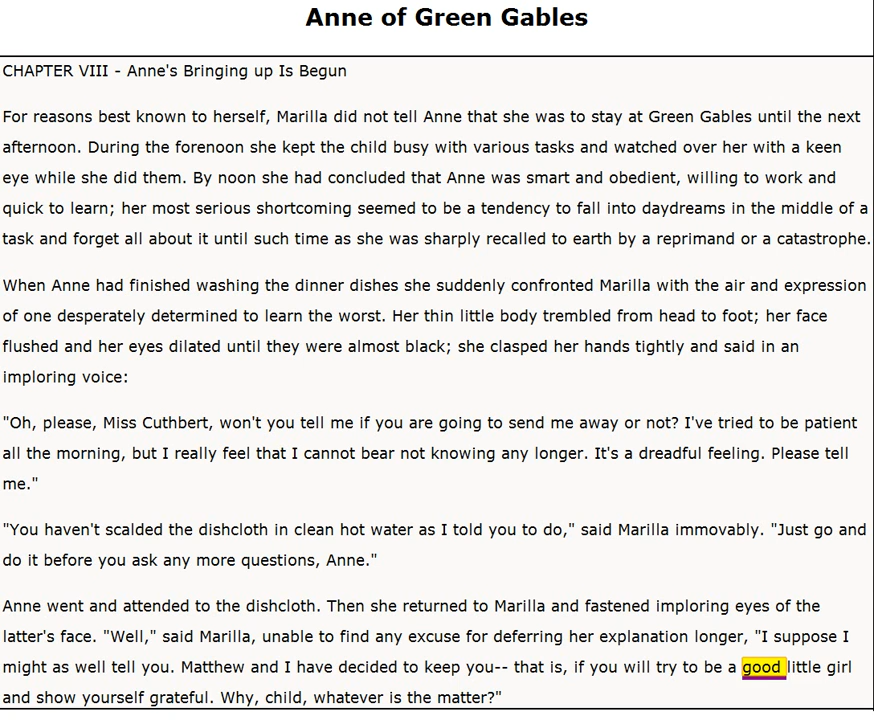 Anne of Green Gables
CHAPTER VIII - Anne's Bringing up Is Begun
For reasons best known to herself, Marilla did not tell Anne that she was to stay at Green Gables until the next
afternoon. During the forenoon she kept the child busy with various tasks and watched over her with a keen
eye while she did them. By noon she had concluded that Anne was smart and obedient, willing to work and
quick to learn; her most serious shortcoming seemed to be a tendency to fall into daydreams in the middle of a
task and forget all about it until such time as she was sharply recalled to earth by a reprimand or a catastrophe.
When Anne had finished washing the dinner dishes she suddenly confronted Marilla with the air and expression
of one desperately determined to learn the worst. Her thin little body trembled from head to foot; her face
flushed and her eyes dilated until they were almost black; she clasped her hands tightly and said in an
imploring voice:
"Oh, please, Miss Cuthbert, won't you tell me if you are going to send me away or not? I've tried to be patient
all the morning, but I really feel that I cannot bear not knowing any longer. It's a dreadful feeling. Please tell
me."
"You haven't scalded the dishcloth in clean hot water as I told you to do," said Marilla immovably. "Just go and
do it before you ask any more questions, Anne."
Anne went and attended to the dishcloth. Then she returned to Marilla and fastened imploring eyes of the
latter's face. "Well," said Marilla, unable to find any excuse for deferring her explanation longer, "I suppose I
might as well tell you. Matthew and I have decided to keep you-- that is, if you will try to be a good little girl
and show yourself grateful. Why, child, whatever is the matter?"